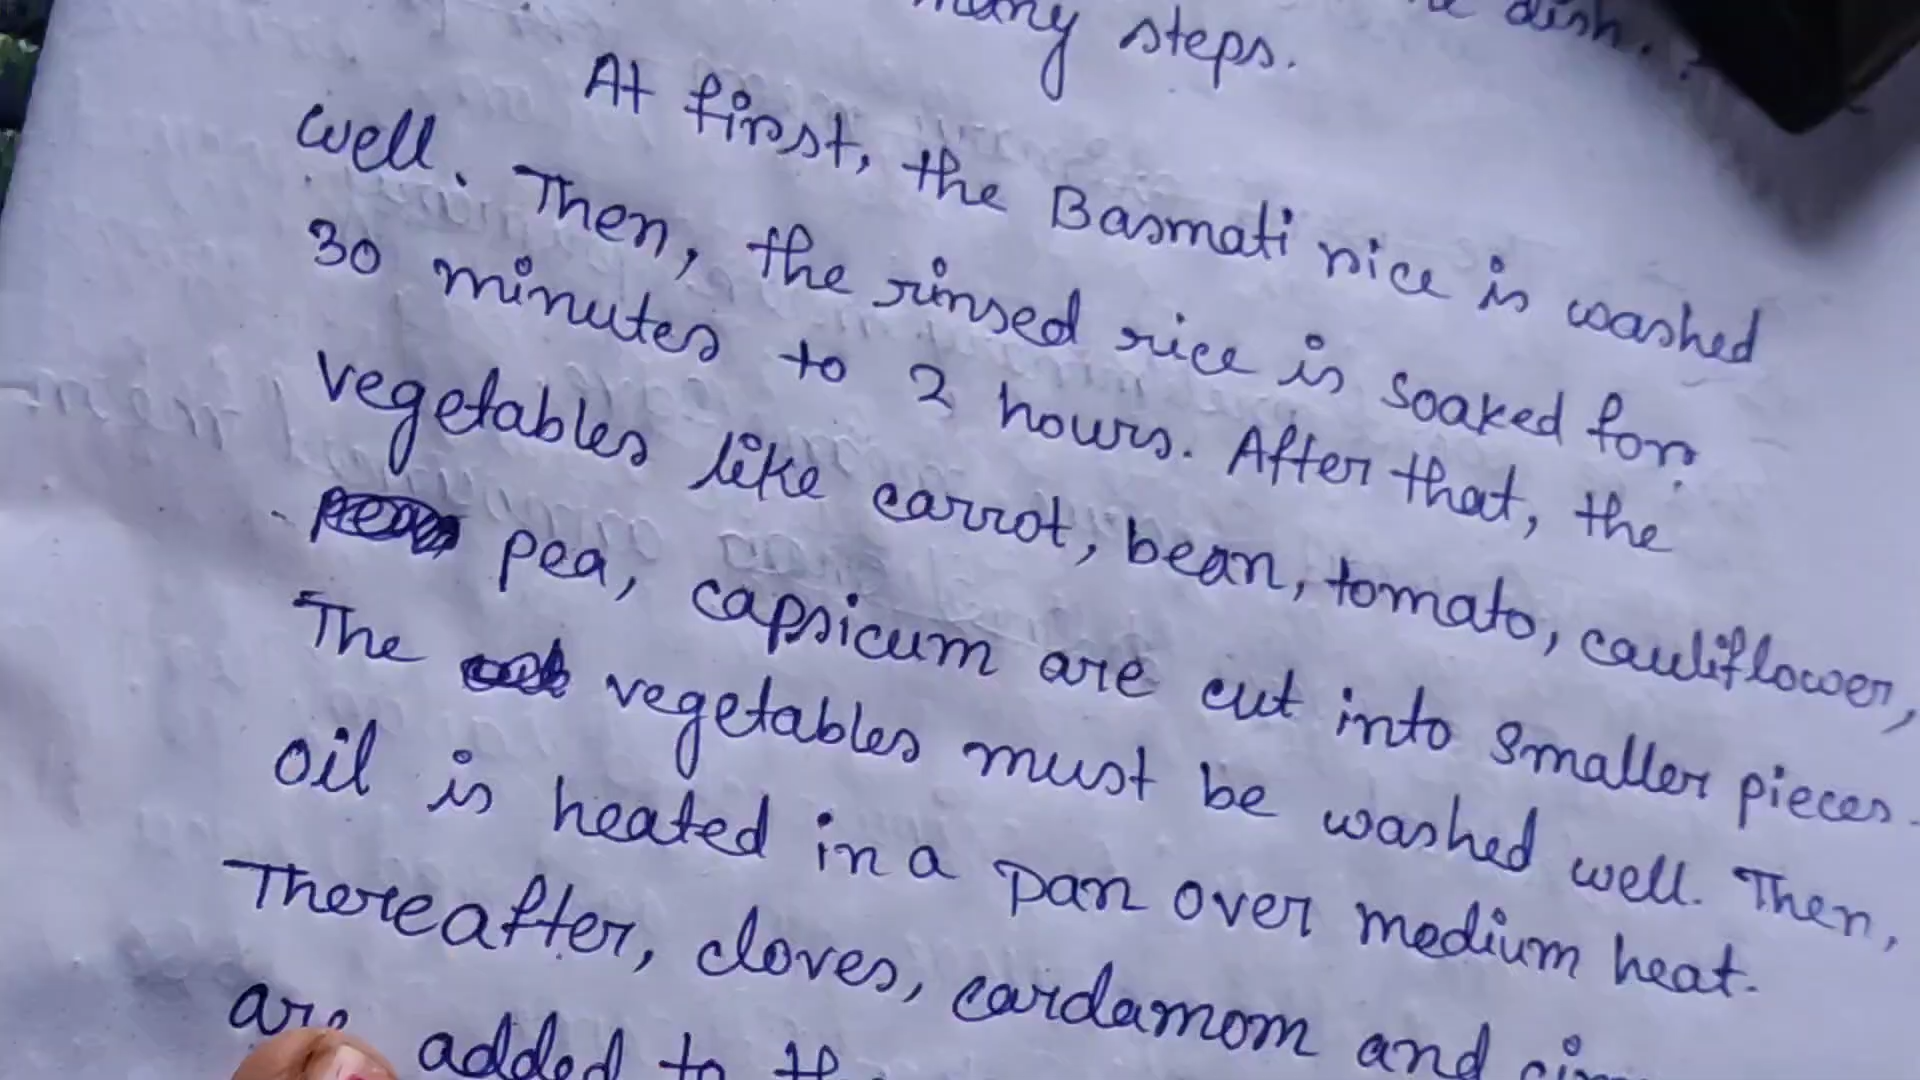 many steps. dish.
At first, the Basmati rice is washed
well. Then, the rinsed rice is soaked for
30 minutes to 2 hours. After that, the
vegetables like carrot, bean, tomato, cauliflower,
pea, capsicum are cut into smaller pieces.
The vegetables must be washed well. Then,
oil is heated in a pan over medium heat.
Thereafter, cloves, cardamom and
are added to